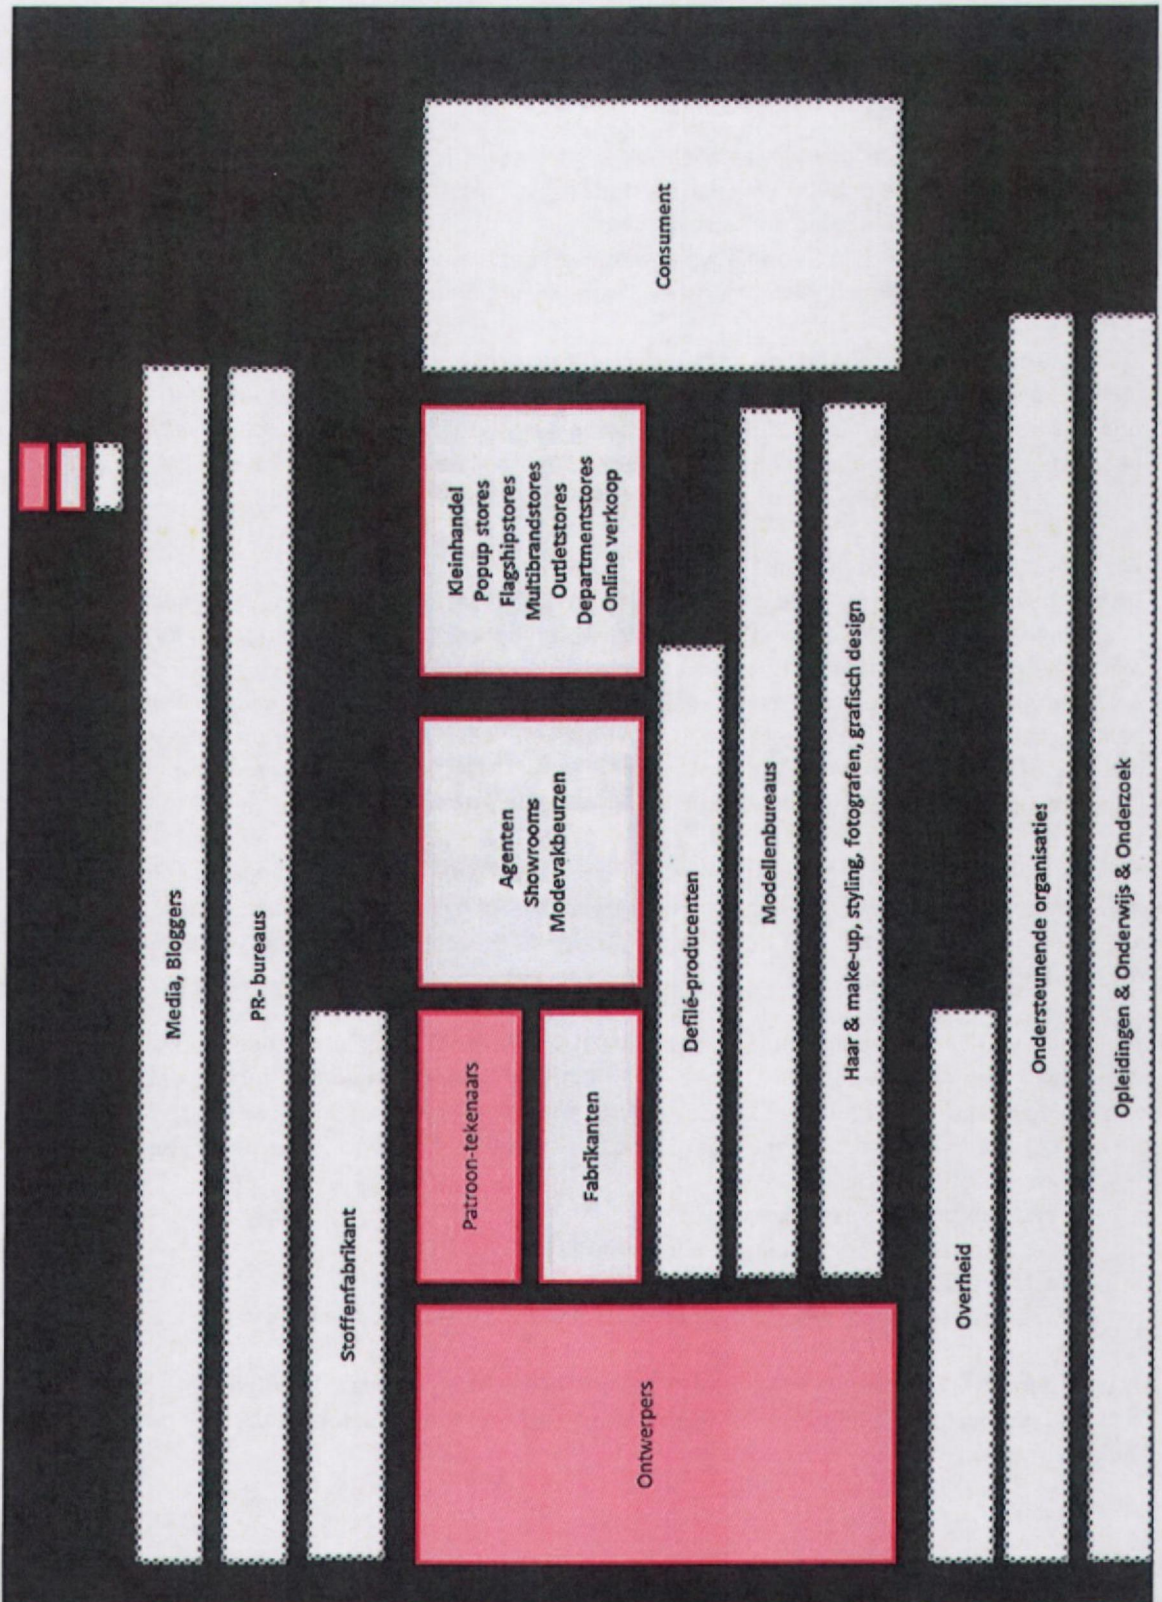 Media, Bloggers
PR- bureaus
Stoffenfabrikant
Ontwerpers
Patroon-tekenaars
Fabrikanten
Agenten
Showrooms
Modevakbeurzen
Kleinhandel
Popup stores
Flagshipstores
Multibrandstores
Outletstores
Departmentstores
Online verkoop
Consument
Defilé-producenten
Modellenbureaus
Haar & make-up, styling, fotografen, grafisch design
Overheid
Ondersteunende organisaties
Opleidingen & Onderwijs & Onderzoek